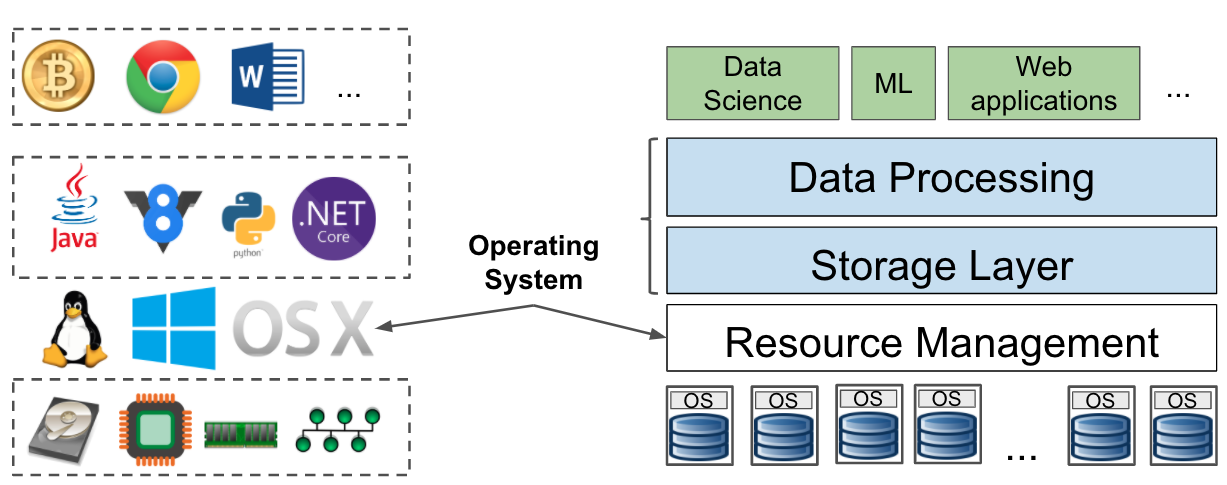 W
...
Java
8
python
.NET
Core
OS X
Operating
System
Data
Science
ML
Web
applications
...
Data Processing
Storage Layer
Resource Management
OS
OS
OS
OS
...
OS
OS